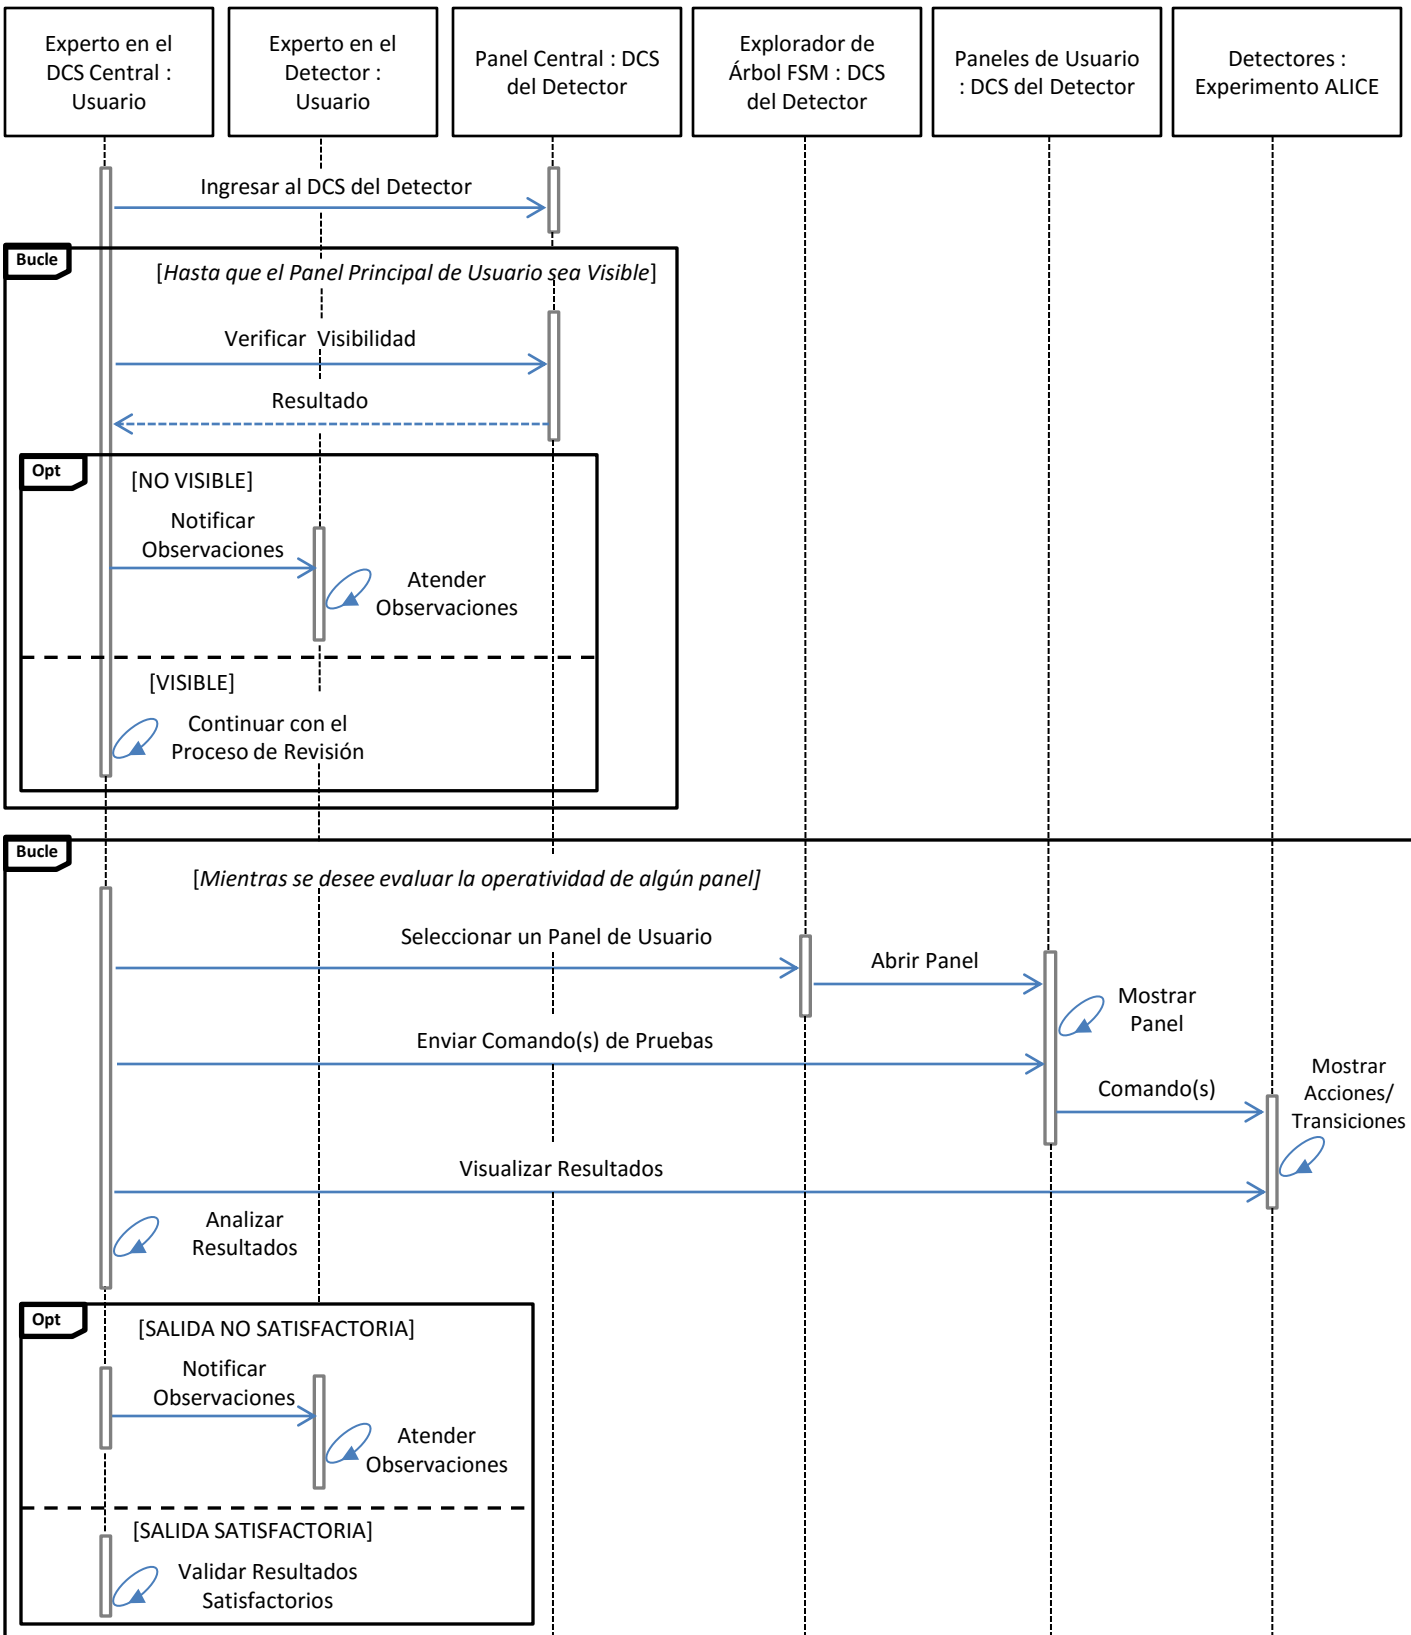 Experto en el
DCS Central :
Usuario
Experto en el
Detector :
Usuario
Panel Central : DCS
del Detector
Explorador de
Árbol FSM : DCS
del Detector
Paneles de Usuario
: DCS del Detector
Detectores :
Experimento ALICE
Ingresar al DCS del Detector
Bucle
[Hasta que el Panel Principal de Usuario sea Visible]
Verificar Visibilidad
Resultado
Opt
[NO VISIBLE]
Notificar
Observaciones
Atender
Observaciones
[VISIBLE]
Continuar con el
Proceso de Revisión
Bucle
[Mientras se desee evaluar la operatividad de algún panel]
Seleccionar un Panel de Usuario
Abrir Panel
Mostrar
Panel
Enviar Comando(s) de Pruebas
Comando(s)
Mostrar
Acciones/
Transiciones
Visualizar Resultados
Analizar
Resultados
Opt
[SALIDA NO SATISFACTORIA]
Notificar
Observaciones
Atender
Observaciones
[SALIDA SATISFACTORIA]
Validar Resultados
Satisfactorios